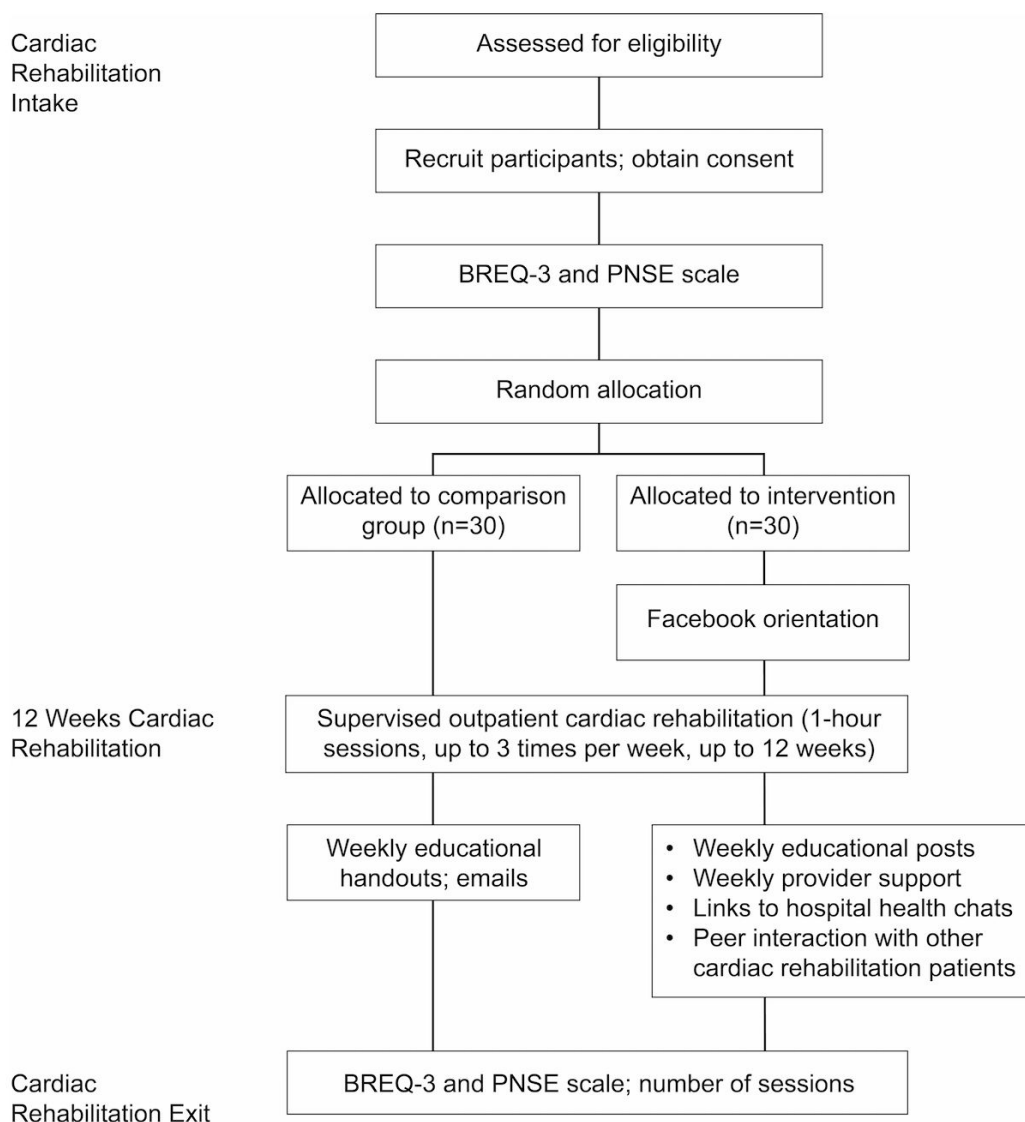 Cardiac
Rehabilitation
Intake
Assessed for eligibility
Recruit participants; obtain consent
BREQ-3 and PNSE scale
Random allocation
Allocated to comparison
group (n=30)
Allocated to intervention
(n=30)
Facebook orientation
12 Weeks Cardiac
Rehabilitation
Supervised outpatient cardiac rehabilitation (1-hour
sessions, up to 3 times per week, up to 12 weeks)
Weekly educational
handouts; emails
• Weekly educational posts
• Weekly provider support
• Links to hospital health chats
• Peer interaction with other
cardiac rehabilitation patients
Cardiac
Rehabilitation Exit
BREQ-3 and PNSE scale; number of sessions